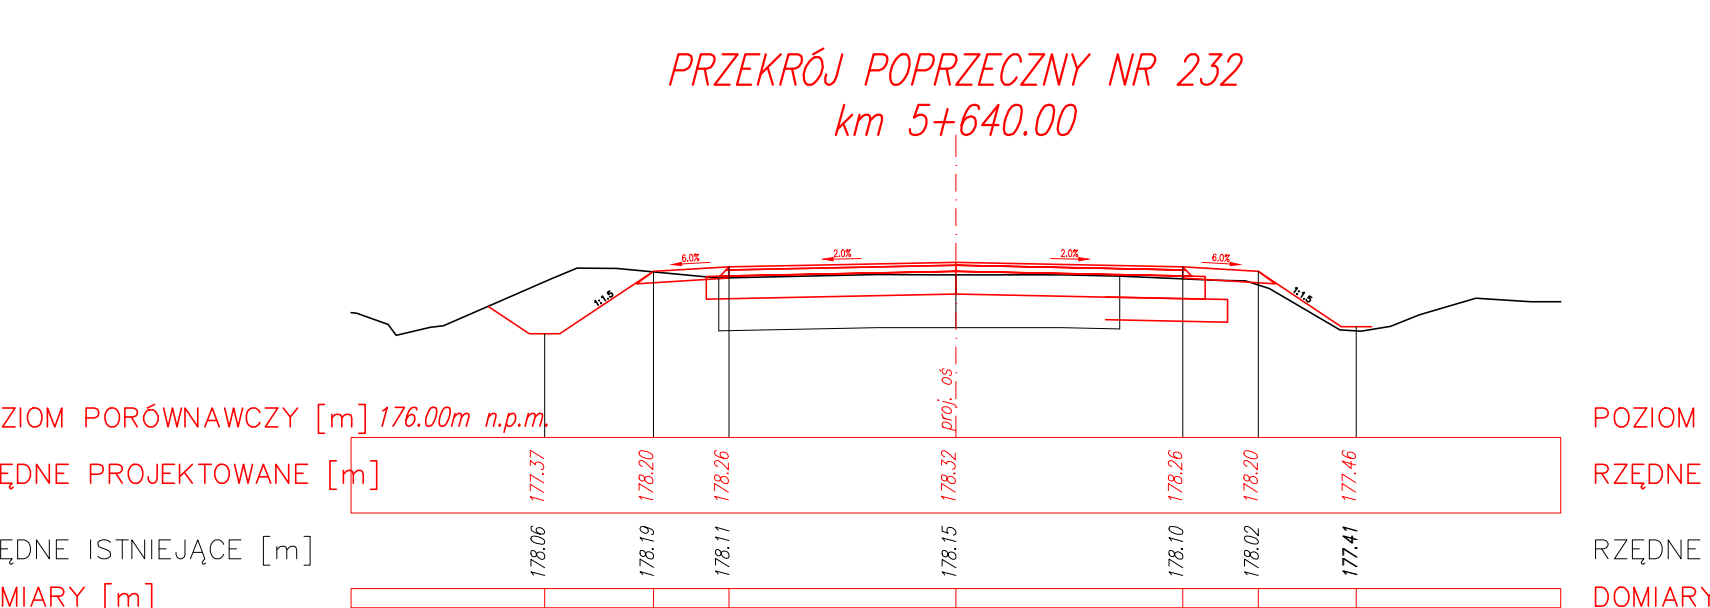 PRZEKRÓJ POPRZECZNY NR 232
km 5+640.00
6.0% 2.0% 2.0% 6.0%
1:1.5 1:1.5
proj. oś
ZIOM PORÓWNAWCZY [m] 176.00m n.p.m. POZIOM
ĘDNE PROJEKTOWANE [m] 177.37 178.20 178.26 178.32 178.26 178.20 177.46 RZĘDNE
ĘDNE ISTNIEJĄCE [m] 178.06 178.19 178.11 178.15 178.10 178.02 177.41 RZĘDNE
MIARY [m] DOMIARY